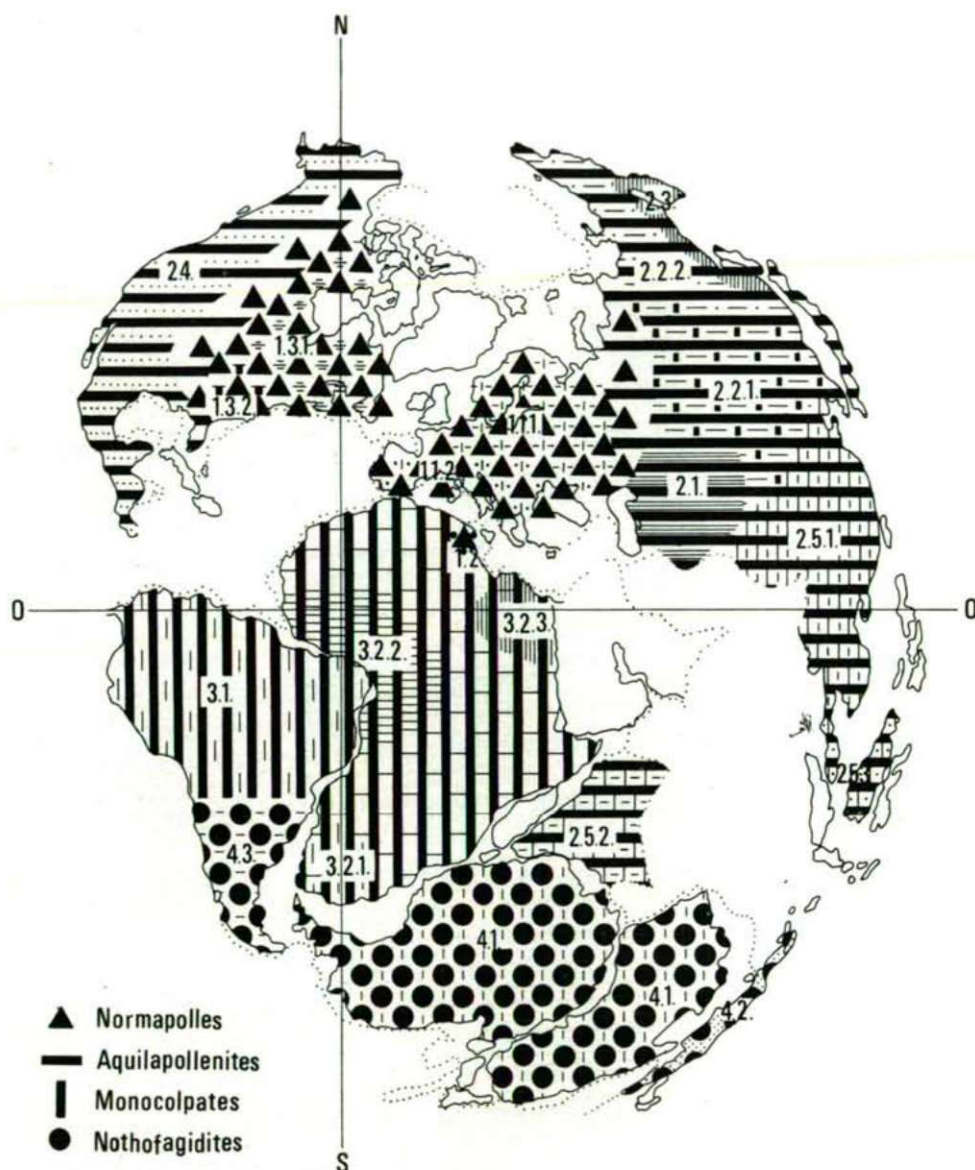 N
2.3.
2.4.
2.2.2.
1.3.1.
2.2.1.
1.3.2.
1.1.1.
1.1.2.
2.1.
2.5.1.
1.2.
O
O
3.2.3.
3.2.2.
3.1.
2.5.3.
2.5.2.
4.3.
3.2.1.
4.1.
4.1.
4.2.
Normapolles
Aquilapollenites
Monocolpates
Nothofagidites
S